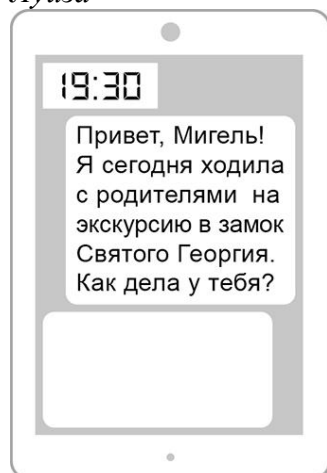 Луиза
19:30
Привет, Мигель!
Я сегодня ходила
с родителями на
экскурсию в замок
Святого Георгия.
Как дела у тебя?